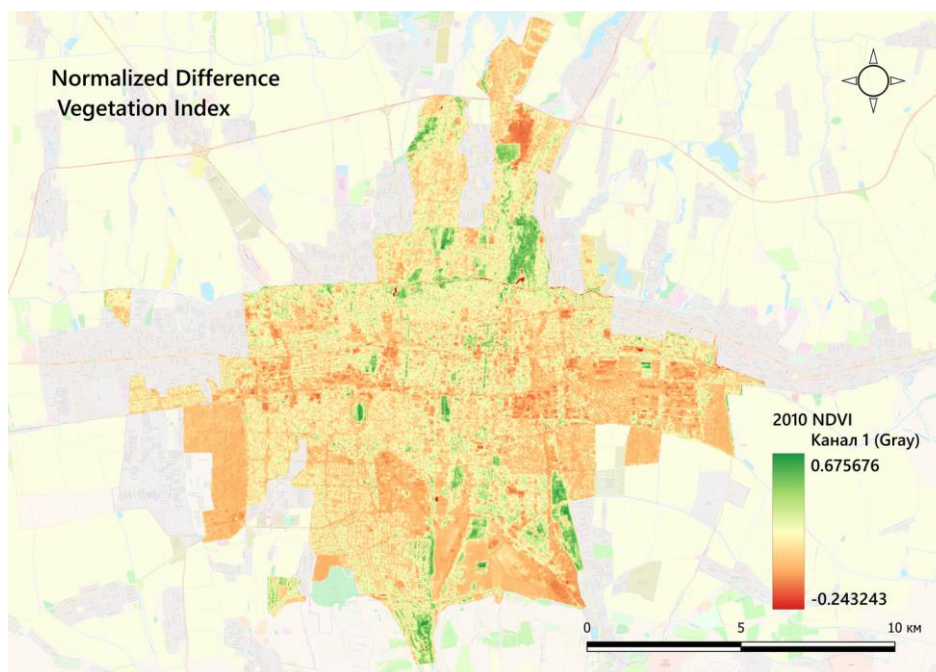 Normalized Difference
Vegetation Index
2010 NDVI
Канал 1 (Gray)
0.675676
-0.243243
0 5 10 км